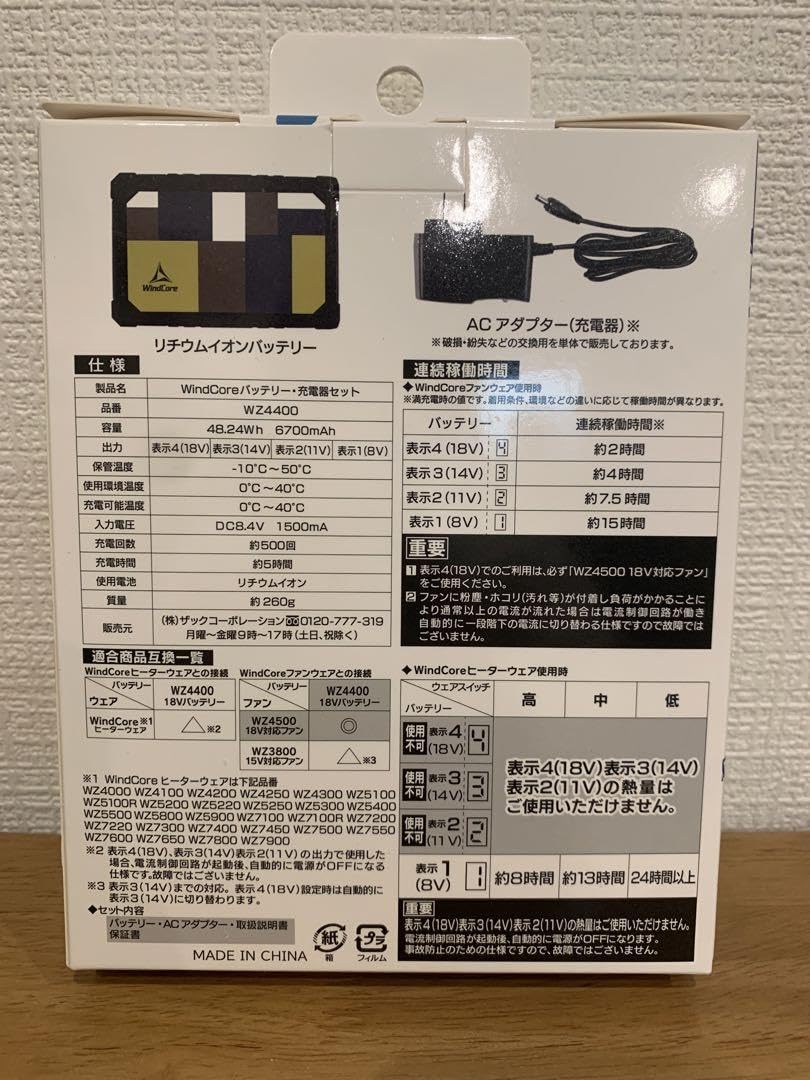 WindCore
リチウムイオンバッテリー
ACアダプター(充電器)※
※破損・紛失などの交換用を単体で販売しております。
仕様
製品名 WindCoreバッテリー・充電器セット
品番 WZ4400
容量 48.24Wh 6700mAh
出力 表示4(18V) 表示3(14V) 表示2(11V) 表示1(8V)
保管温度 -10℃～50℃
使用環境温度 0℃～40℃
充電可能温度 0℃～40℃
入力電圧 DC8.4V 1500mA
充電回数 約500回
充電時間 約5時間
使用電池 リチウムイオン
質量 約260g
販売元 (株)ザックコーポレーション 0120-777-319
月曜～金曜9時～17時(土日、祝除く)
適合商品互換一覧
WindCoreヒーターウェアとの接続
バッテリー
ウェア
WZ4400
18Vバッテリー
WindCore※1
ヒーターウェア
△※2
WindCoreファンウェアとの接続
バッテリー
ファン
WZ4400
18Vバッテリー
WZ4500
18V対応ファン
◎
WZ3800
15V対応ファン
△※3
※1 WindCore ヒーターウェアは下記品番
WZ4000 WZ4100 WZ4200 WZ4250 WZ4300 WZ5100
WZ5100R WZ5200 WZ5220 WZ5250 WZ5300 WZ5400
WZ5500 WZ5800 WZ5900 WZ7100 WZ7100R WZ7200
WZ7220 WZ7300 WZ7400 WZ7450 WZ7500 WZ7550
WZ7600 WZ7650 WZ7800 WZ7900
※2 表示4(18V)、表示3(14V)表示2(11V)の出力で使用した
場合、電流制御回路が起動後、自動的に電源がOFFになる
仕様です。故障ではございません。
※3 表示3(14V)までの対応。表示4(18V)設定時は自動的に
表示3(14V)に切り替わります。
◆セット内容
バッテリー・ACアダプター・取扱説明書
保証書
MADE IN CHINA
紙
箱
プラ
フィルム
連続稼働時間
◆WindCoreファンウェア使用時
※満充電時の値です。着用条件、環境などの違いに応じて稼働時間が異なります。
バッテリー 連続稼働時間※
表示4(18V) 4 約2時間
表示3(14V) 3 約4時間
表示2(11V) 2 約7.5時間
表示1(8V) 1 約15時間
重要
1 表示4(18V)でのご利用は、必ず「WZ4500 18V対応ファン」
をご使用ください。
2 ファンに粉塵・ホコリ(汚れ等)が付着し負荷がかかることに
より通常以上の電流が流れた場合は電流制御回路が働き
自動的に一段階下の電流に切り替わる仕様ですので故障では
ございません。
◆WindCoreヒーターウェア使用時
ウェアスイッチ
バッテリー
高 中 低
使用不可 表示4(18V) 4
使用不可 表示3(14V) 3
使用不可 表示2(11V) 2
表示4(18V)表示3(14V)
表示2(11V)の熱量は
ご使用いただけません。
表示1(8V) 1 約8時間 約13時間 24時間以上
重要
表示4(18V)表示3(14V)表示2(11V)の熱量はご使用いただけません。
電流制御回路が起動後、自動的に電源がOFFになります。
事故防止のための仕様ですので、故障ではございません。